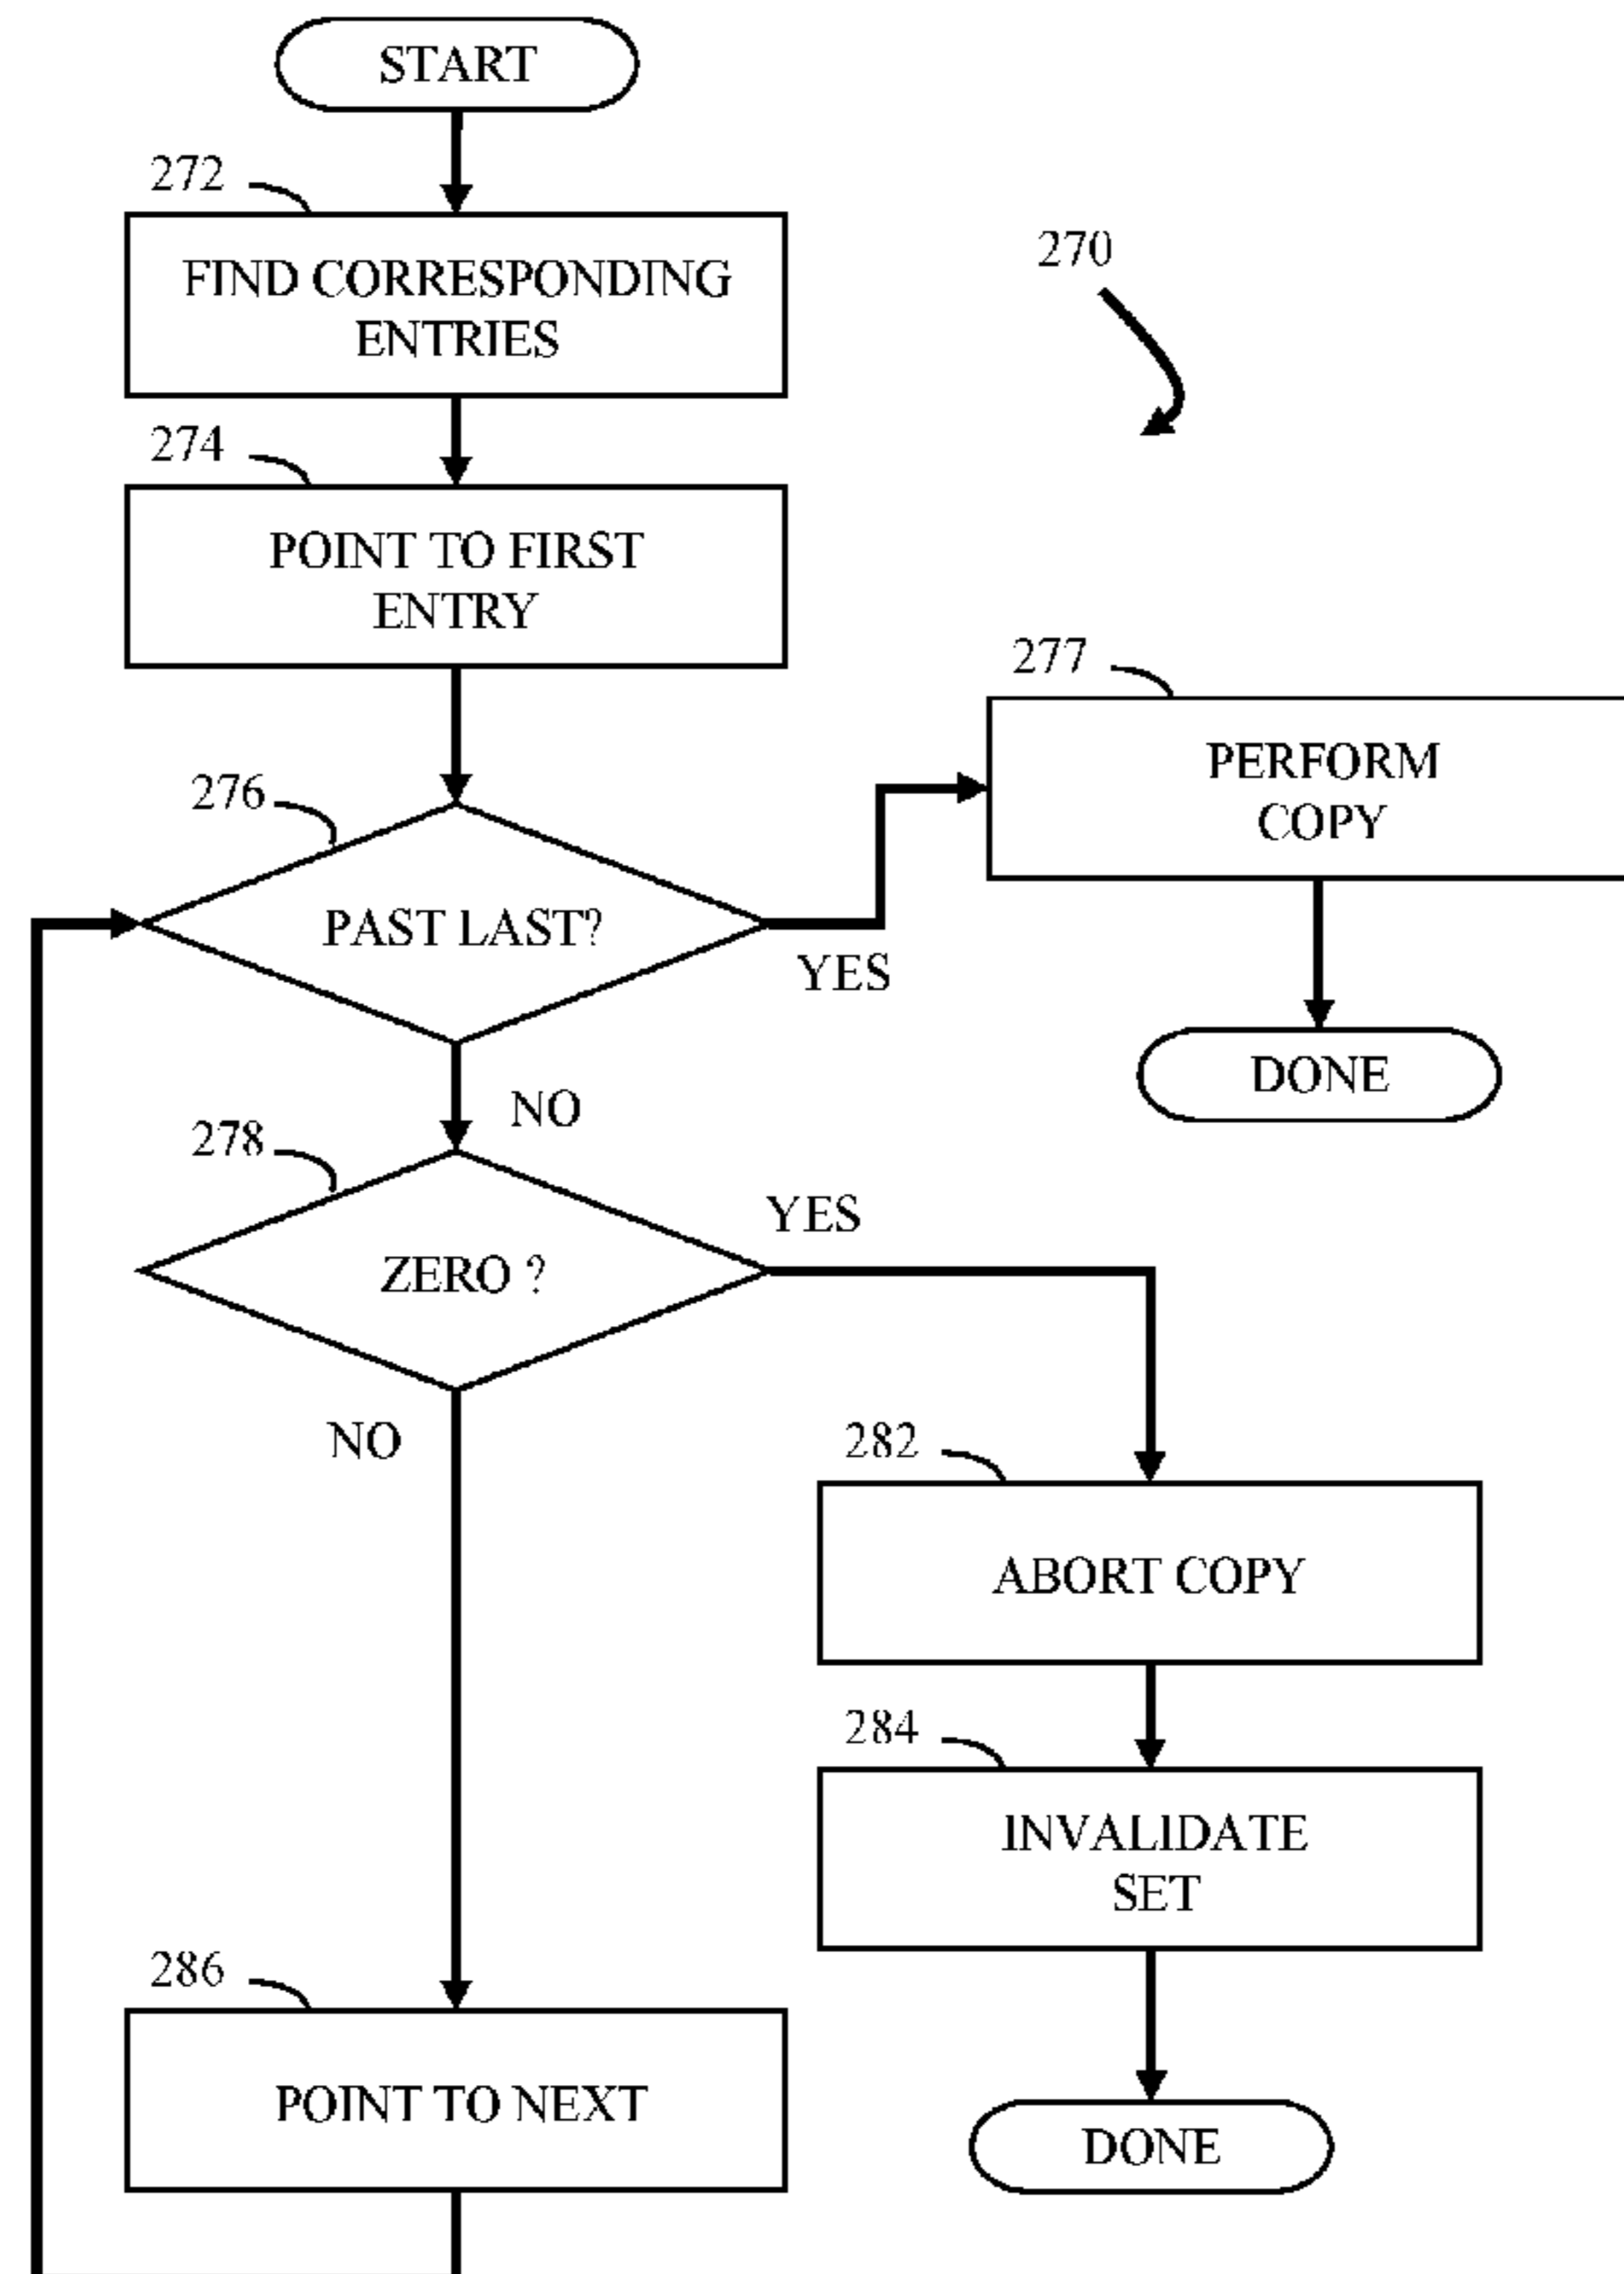 START
272
FIND CORRESPONDING
ENTRIES
270
274
POINT TO FIRST
ENTRY
277
PERFORM
COPY
276
PAST LAST?
YES
DONE
NO
278
YES
ZERO ?
NO
282
ABORT COPY
284
INVALIDATE
SET
286
POINT TO NEXT
DONE